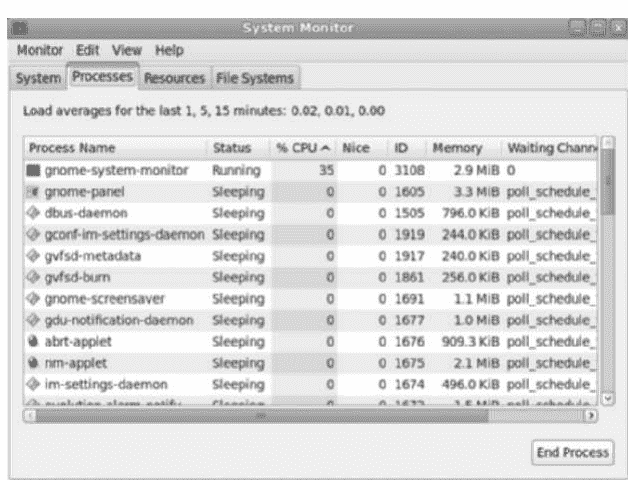 System Monitor
Monitor Edit View Help
System Processes Resources File Systems
Load averages for the last 1, 5, 15 minutes: 0.02, 0.01, 0.00
Process Name Status % CPU Nice ID Memory Waiting Chann
gnome-system-monitor Running 35 0 3108 2.9 MiB 0
gnome-panel Sleeping 0 0 1605 3.3 MiB poll_schedule_
dbus-daemon Sleeping 0 0 1505 796.0 KiB poll_schedule_
gconf-im-settings-daemon Sleeping 0 0 1919 244.0 KiB poll_schedule_
gvfsd-metadata Sleeping 0 0 1917 240.0 KiB poll_schedule_
gvfsd-burn Sleeping 0 0 1861 256.0 KiB poll_schedule_
gnome-screensaver Sleeping 0 0 1691 1.1 MiB poll_schedule_
gdu-notification-daemon Sleeping 0 0 1677 1.0 MiB poll_schedule_
abrt-applet Sleeping 0 0 1676 909.3 KiB poll_schedule_
nm-applet Sleeping 0 0 1675 2.1 MiB poll_schedule_
im-settings-daemon Sleeping 0 0 1674 496.0 KiB poll_schedule_
End Process